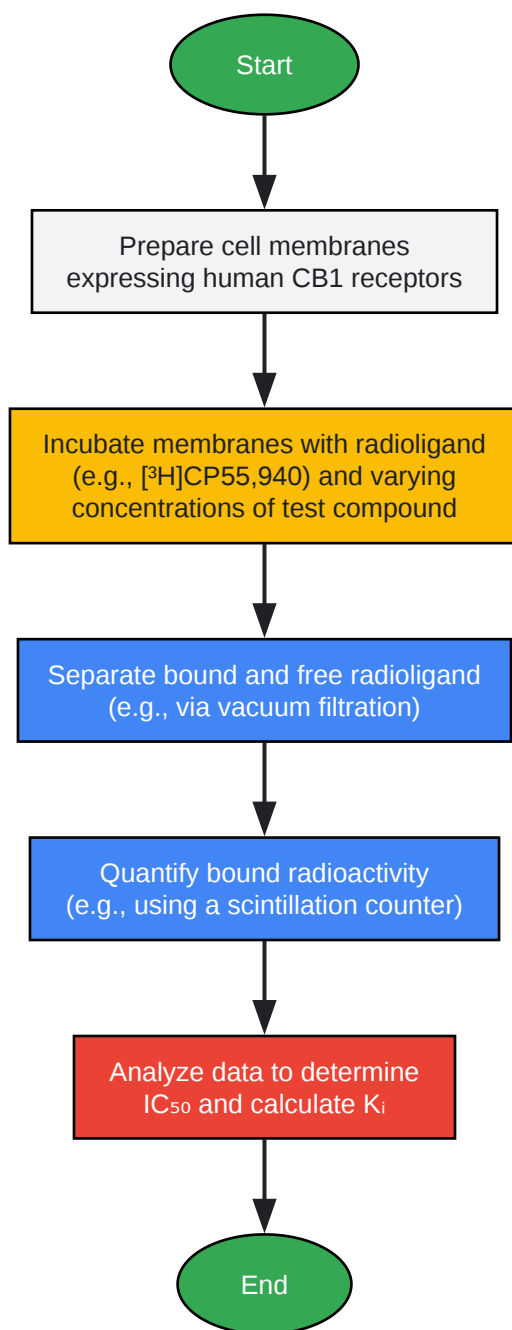 Start
Prepare cell membranes
expressing human CB1 receptors
Incubate membranes with radioligand
(e.g., [³H]CP55,940) and varying
concentrations of test compound
Separate bound and free radioligand
(e.g., via vacuum filtration)
Quantify bound radioactivity
(e.g., using a scintillation counter)
Analyze data to determine
IC₅₀ and calculate Kᵢ
End